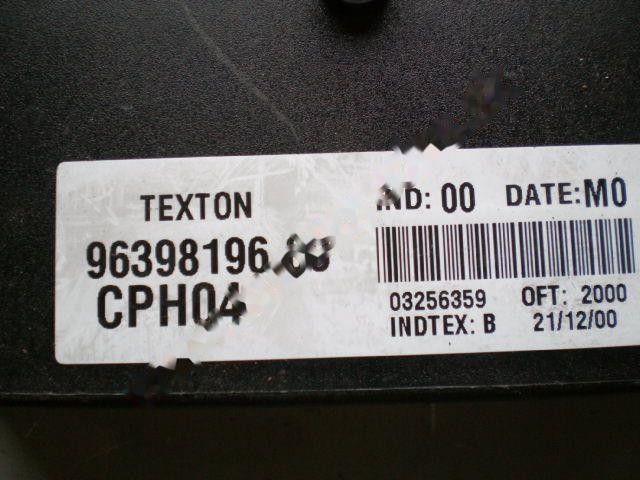 TEXTON
IND: 00 DATE: M0
96398196
CPH04
03256359 OFT: 2000
INDTEX: B 21/12/00